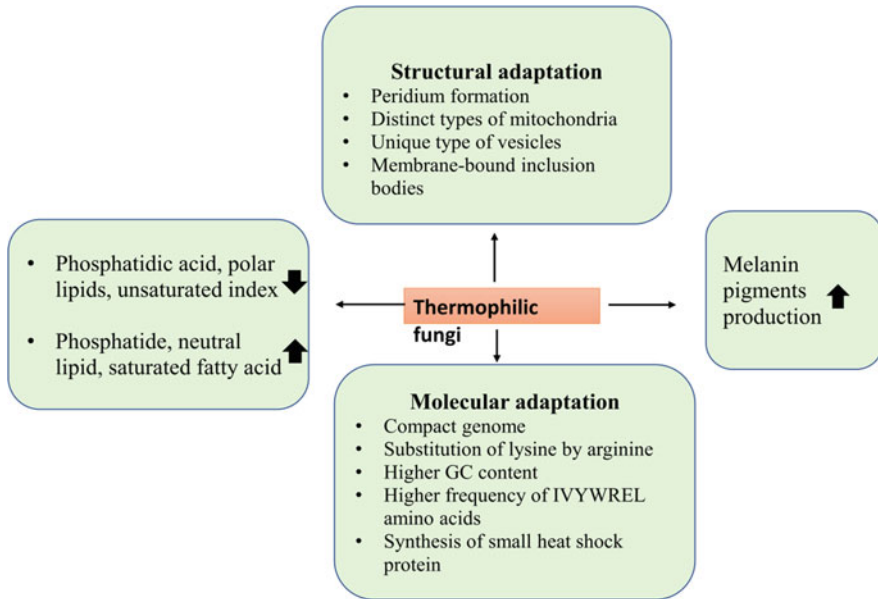 Structural adaptation
• Peridium formation
• Distinct types of mitochondria
• Unique type of vesicles
• Membrane-bound inclusion
bodies
• Phosphatidic acid, polar
lipids, unsaturated index
• Phosphatide, neutral
lipid, saturated fatty acid
Thermophilic
fungi
Melanin
pigments
production
Molecular adaptation
• Compact genome
• Substitution of lysine by arginine
• Higher GC content
• Higher frequency of IVYWREL
amino acids
• Synthesis of small heat shock
protein